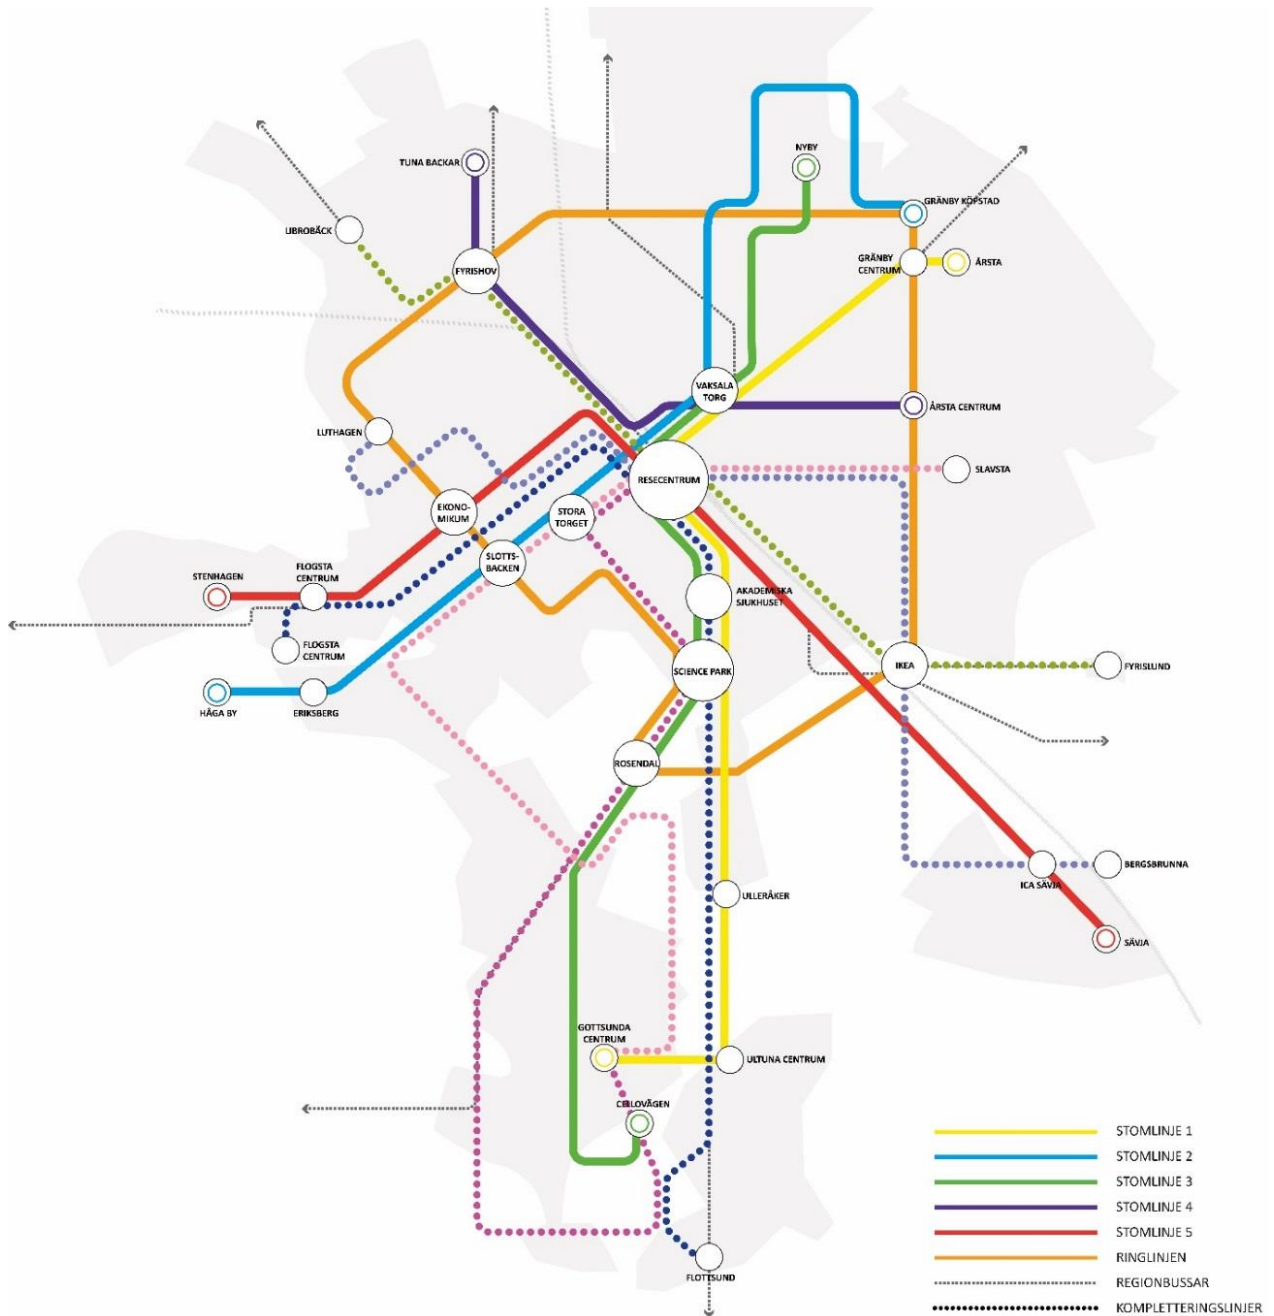 NYBY
TUNA BACKAR
GRÄNBY KÖPSTAD
LIBROBÄCK
GRÄNBY
CENTRUM
ÅRSTA
FYRISHOV
VAKSALA
TORG
ÅRSTA CENTRUM
LUTHAGEN
SLAVSTA
RESECENTRUM
EKONO-
MIKUM
STORA
TORGET
SLOTTS-
BACKEN
STENHAGEN
FLOGSTA
CENTRUM
AKADEMISKA
SJUKHUSET
FLOGSTA
CENTRUM
SCIENCE PARK
IKEA
FYRISLUND
HÅGA BY
ERIKSBERG
ROSENDAL
BERGSBRUNNA
ICA SÄVJA
ULLERÅKER
SÄVJA
GOTTSUNDA
CENTRUM
ULTUNA CENTRUM
CELLOVÄGEN
FLOTTSUND
STOMLINJE 1
STOMLINJE 2
STOMLINJE 3
STOMLINJE 4
STOMLINJE 5
RINGLINJEN
REGIONBUSSAR
KOMPLETTERINGSLINJER